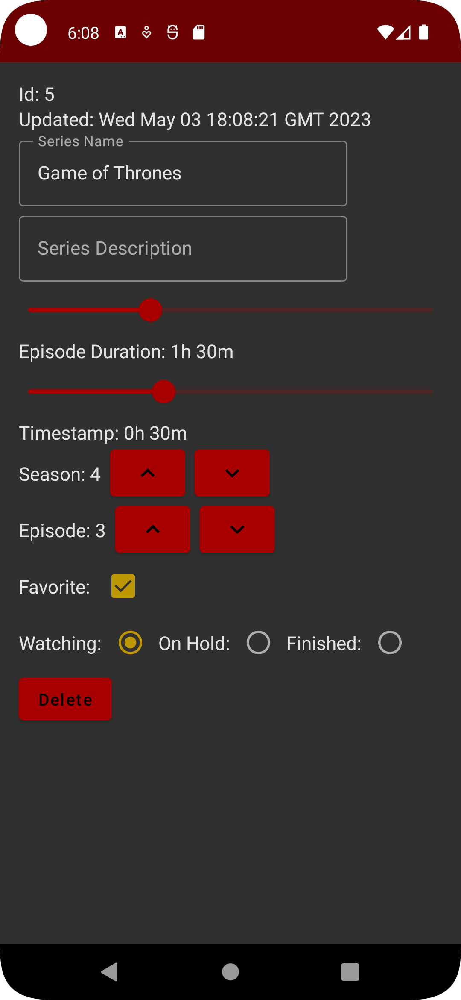 6:08
Id: 5
Updated: Wed May 03 18:08:21 GMT 2023
Series Name
Game of Thrones
Series Description
Episode Duration: 1h 30m
Timestamp: 0h 30m
Season: 4
Episode: 3
Favorite:
Watching: On Hold: Finished:
Delete